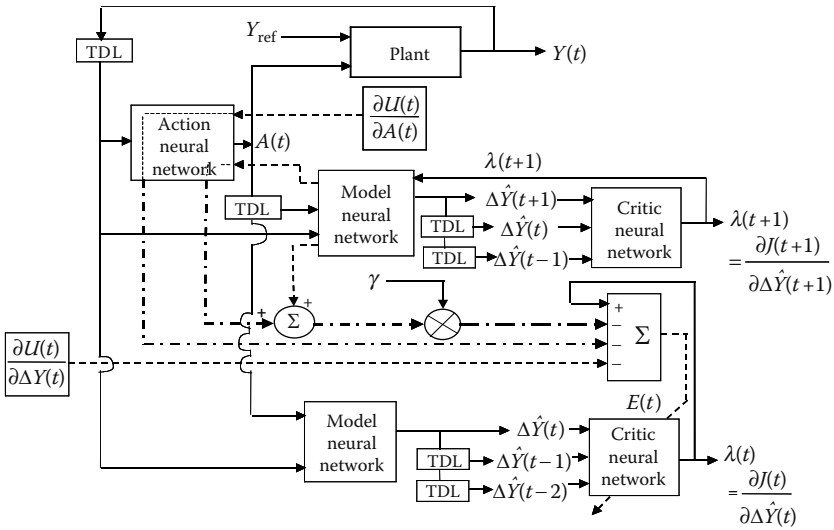 Y_ref
Plant
Y(t)
TDL
Action
neural
network
A(t)
∂U(t)
∂A(t)
λ(t+1)
TDL
Model
neural
network
ΔŶ(t+1)
TDL
ΔŶ(t)
TDL
ΔŶ(t−1)
Critic
neural
network
λ(t+1)
= ∂J(t+1)
∂ΔŶ(t+1)
γ
+
+
Σ
+
−
−
−
Σ
∂U(t)
∂ΔY(t)
E(t)
Model
neural
network
ΔŶ(t)
TDL
ΔŶ(t−1)
TDL
ΔŶ(t−2)
Critic
neural
network
λ(t)
= ∂J(t)
∂ΔŶ(t)